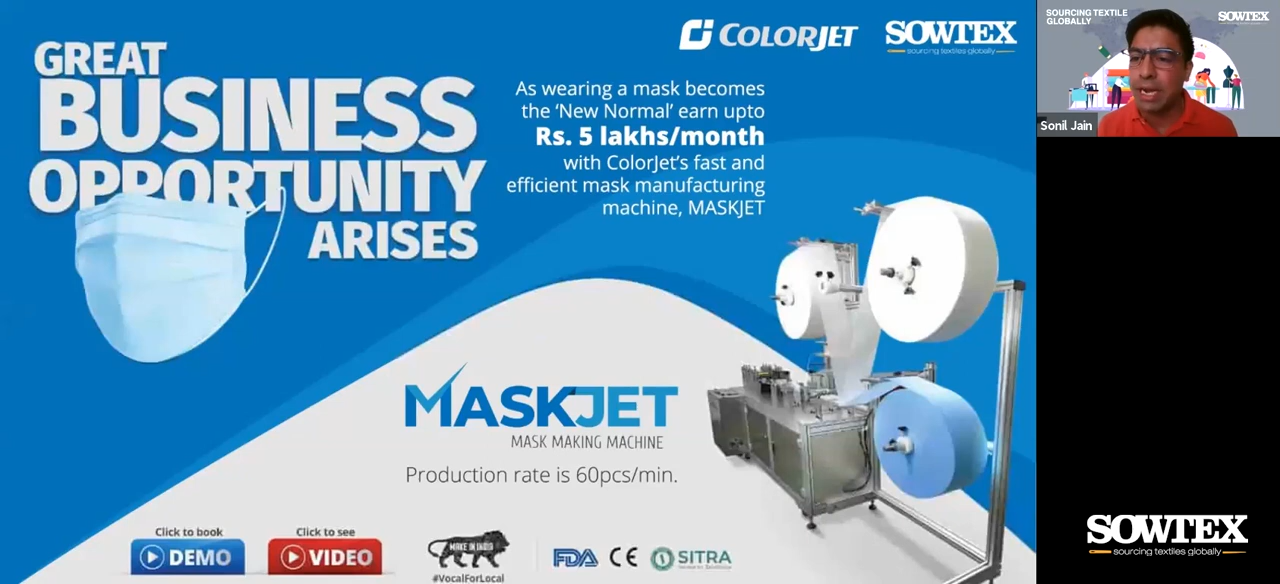 GREAT
BUSINESS
OPPORTUNITY
ARISES
COLORJET
SOWTEX
sourcing textiles globally
As wearing a mask becomes
the ‘New Normal’ earn upto
Rs. 5 lakhs/month
with ColorJet’s fast and
efficient mask manufacturing
machine, MASKJET
MASKJET
MASK MAKING MACHINE
Production rate is 60pcs/min.
Click to book
DEMO
Click to see
VIDEO
MAKE IN INDIA
#VocalForLocal
FDA
CE
SITRA
SOURCING TEXTILE
GLOBALLY
SOWTEX
Sonil Jain
SOWTEX
sourcing textiles globally